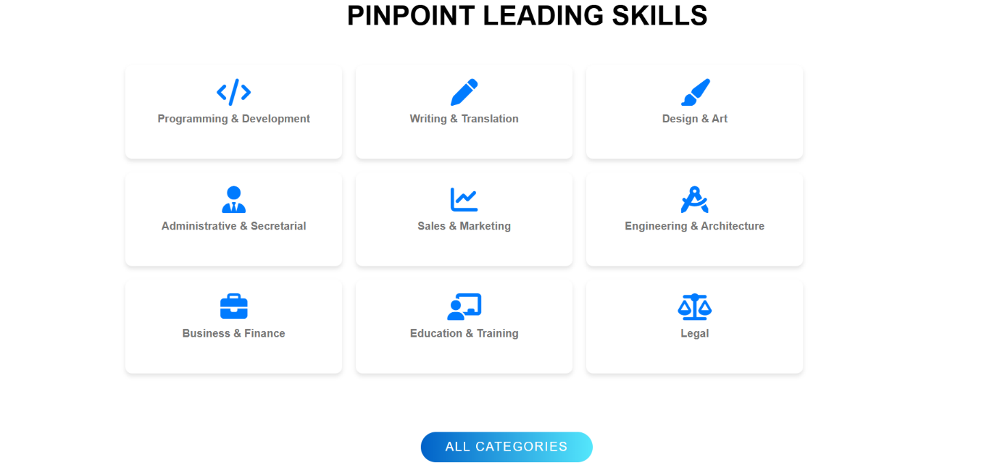 PINPOINT LEADING SKILLS
Programming & Development
Writing & Translation
Design & Art
Administrative & Secretarial
Sales & Marketing
Engineering & Architecture
Business & Finance
Education & Training
Legal
ALL CATEGORIES